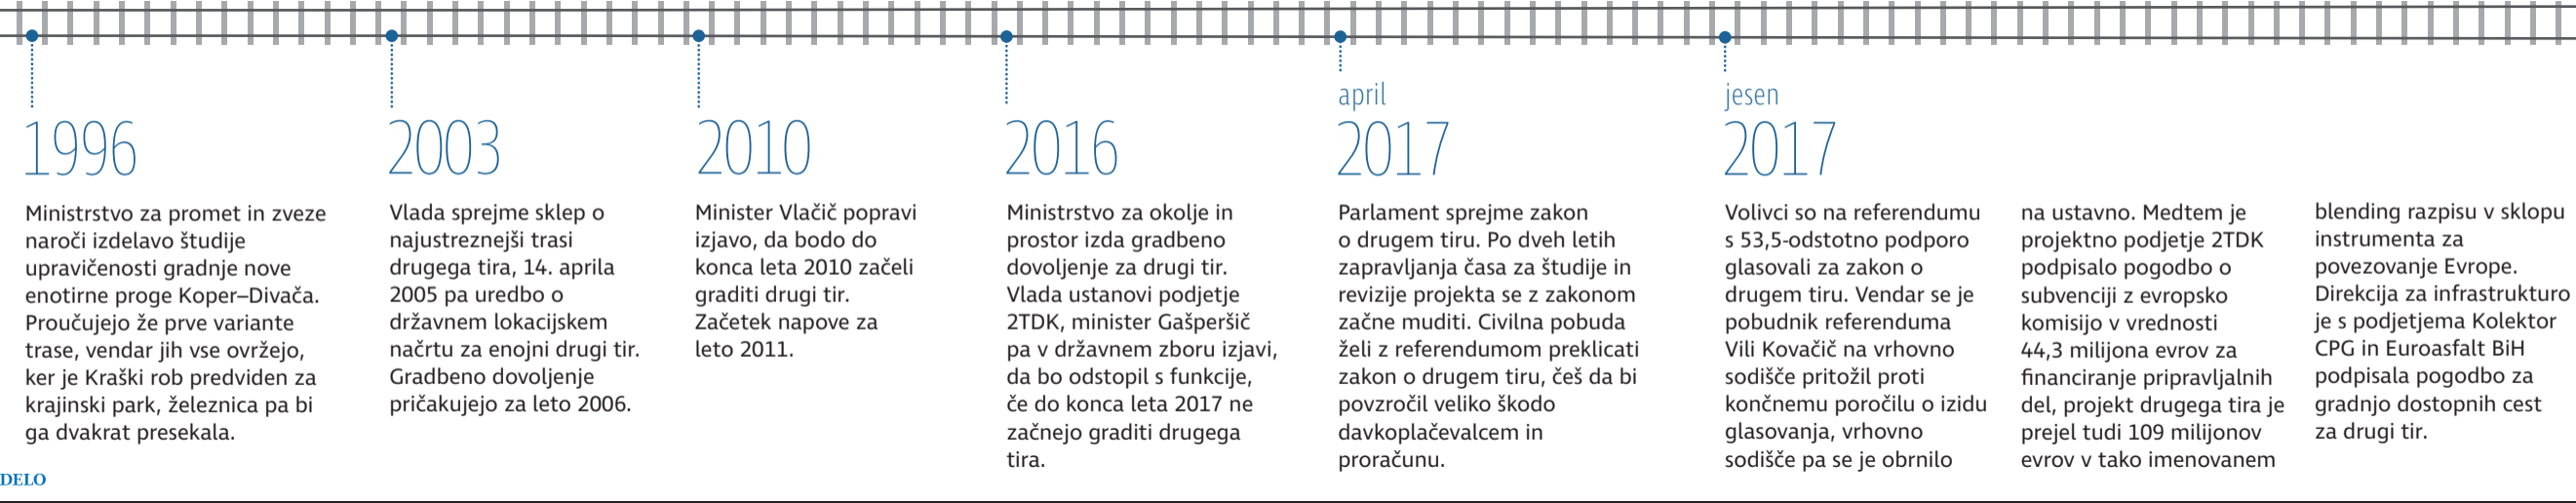 1996
Ministrstvo za promet in zveze
naroči izdelavo študije
upravičenosti gradnje nove
enotirne proge Koper–Divača.
Proučujejo že prve variante
trase, vendar jih vse ovržejo,
ker je Kraški rob predviden za
krajinski park, železnica pa bi
ga dvakrat presekala.
2003
Vlada sprejme sklep o
najustreznejši trasi
drugega tira, 14. aprila
2005 pa uredbo o
državnem lokacijskem
načrtu za enojni drugi tir.
Gradbeno dovoljenje
pričakujejo za leto 2006.
2010
Minister Vlačič popravi
izjavo, da bodo do
konca leta 2010 začeli
graditi drugi tir.
Začetek napove za
leto 2011.
2016
Ministrstvo za okolje in
prostor izda gradbeno
dovoljenje za drugi tir.
Vlada ustanovi podjetje
2TDK, minister Gašperšič
pa v državnem zboru izjavi,
da bo odstopil s funkcije,
če do konca leta 2017 ne
začnejo graditi drugega
tira.
april
2017
Parlament sprejme zakon
o drugem tiru. Po dveh letih
zapravljanja časa za študije in
revizije projekta se z zakonom
začne muditi. Civilna pobuda
želi z referendumom preklicati
zakon o drugem tiru, češ da bi
povzročil veliko škodo
davkoplačevalcem in
proračunu.
jesen
2017
Volivci so na referendumu
s 53,5-odstotno podporo
glasovali za zakon o
drugem tiru. Vendar se je
pobudnik referenduma
Vili Kovačič na vrhovno
sodišče pritožil proti
končnemu poročilu o izidu
glasovanja, vrhovno
sodišče pa se je obrnilo
na ustavno. Medtem je
projektno podjetje 2TDK
podpisalo pogodbo o
subvenciji z evropsko
komisijo v vrednosti
44,3 milijona evrov za
financiranje pripravljalnih
del, projekt drugega tira je
prejel tudi 109 milijonov
evrov v tako imenovanem
blending razpisu v sklopu
instrumenta za
povezovanje Evrope.
Direkcija za infrastrukturo
je s podjetjema Kolektor
CPG in Euroasfalt BiH
podpisala pogodbo za
gradnjo dostopnih cest
za drugi tir.
DELO